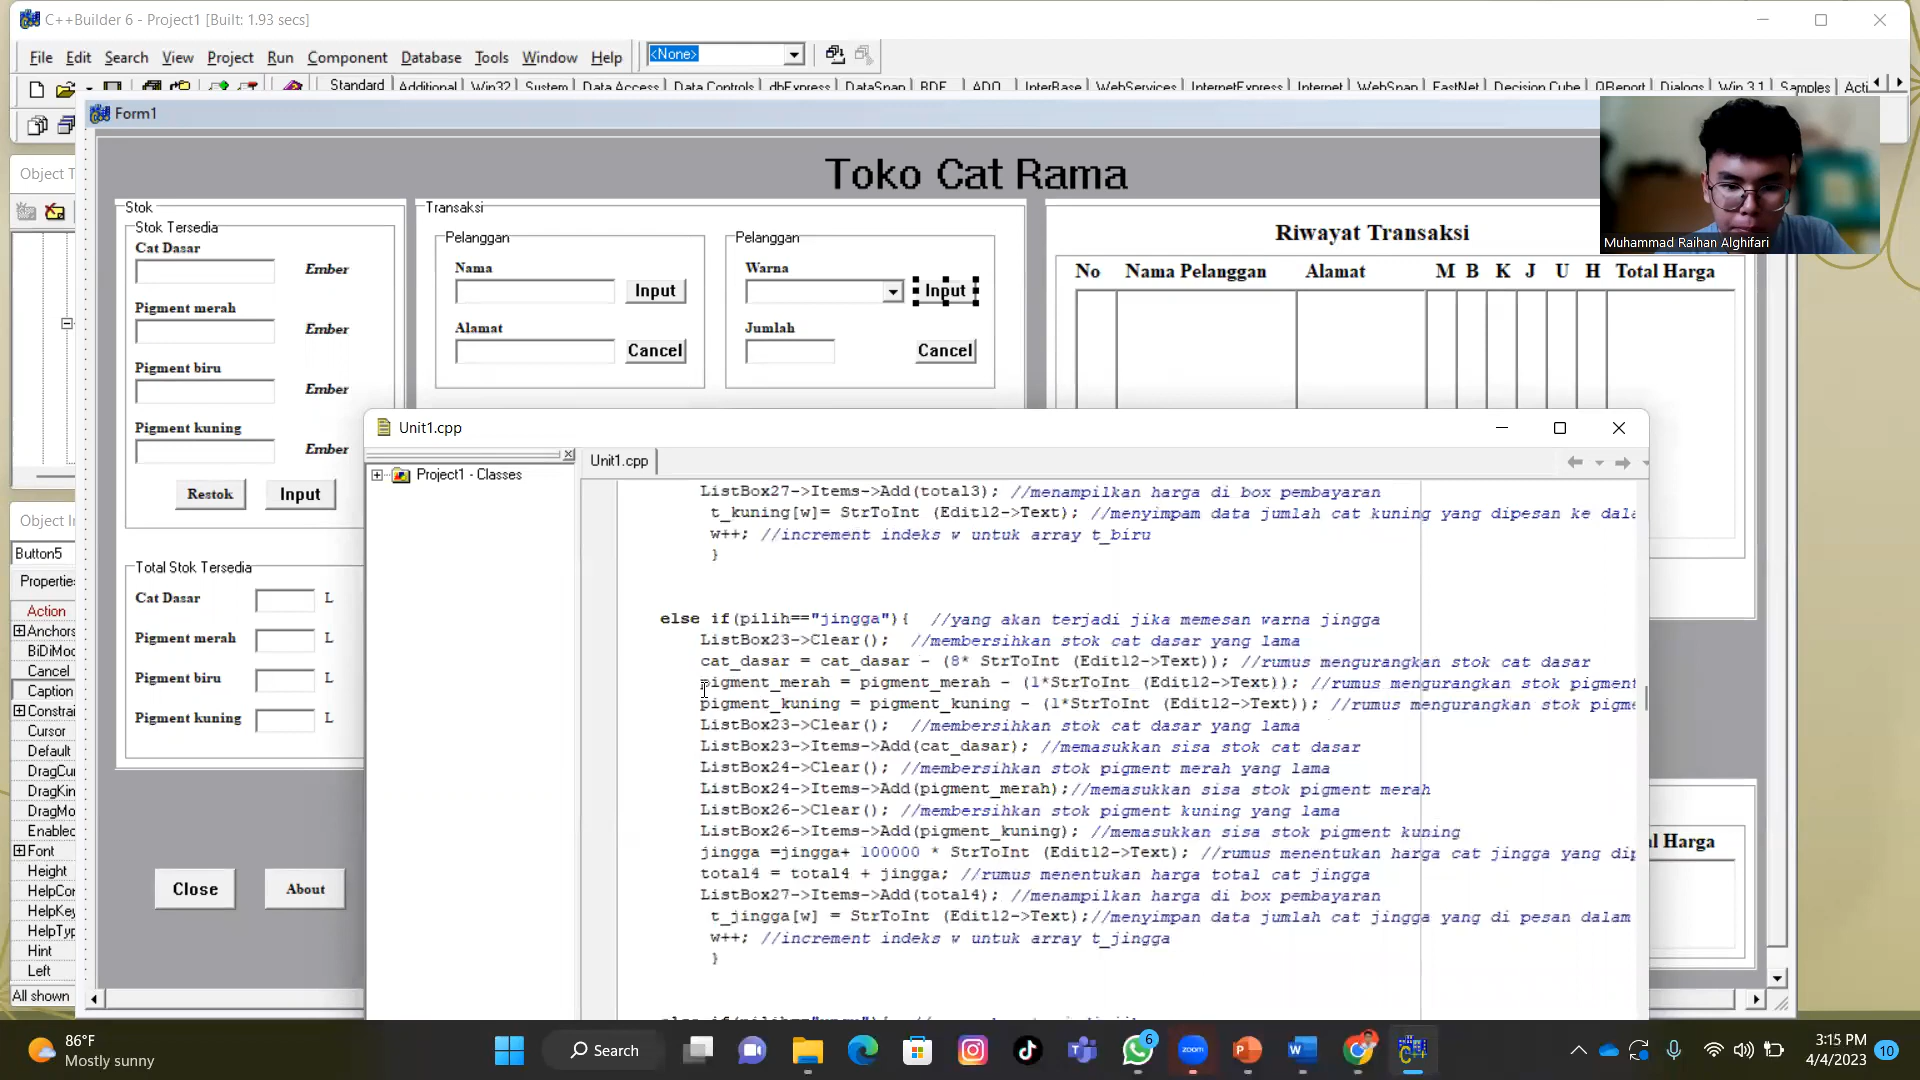 C++Builder 6 - Project1 [Built: 1.93 secs]
File Edit Search View Project Run Component Database Tools Window Help <None>
Standard Additional Win32 System Data Access Data Controls dbExpress DataSnap BDE ADO InterBase WebServices InternetExpress Internet WebSnap FastNet Decision Cube QReport Dialogs Win 3.1 Samples Acti
Form1
Object T
Toko Cat Rama
Muhammad Raihan Alghifari
Stok
Stok Tersedia
Cat Dasar
Ember
Pigment merah
Ember
Pigment biru
Ember
Pigment kuning
Ember
Restok Input
Total Stok Tersedia
Cat Dasar L
Pigment merah L
Pigment biru L
Pigment kuning L
Close About
Transaksi
Pelanggan
Nama
Input
Alamat
Cancel
Pelanggan
Warna
Input
Jumlah
Cancel
Riwayat Transaksi
No Nama Pelanggan Alamat M B K J U H Total Harga
l Harga
Object In
Button5
Propertie
Action
Anchors
BiDiMod
Cancel
Caption
Constrai
Cursor
Default
DragCur
DragKin
DragMo
Enabled
Font
Height
HelpCor
HelpKey
HelpTyp
Hint
Left
All shown
Unit1.cpp
Project1 - Classes
Unit1.cpp
ListBox27->Items->Add(total3); //menampilkan harga di box pembayaran
t_kuning[w]= StrToInt (Edit12->Text); //menyimpam data jumlah cat kuning yang dipesan ke dala
w++; //increment indeks w untuk array t_biru
}
else if(pilih=="jingga"){ //yang akan terjadi jika memesan warna jingga
ListBox23->Clear(); //membersihkan stok cat dasar yang lama
cat_dasar = cat_dasar - (8* StrToInt (Edit12->Text)); //rumus mengurangkan stok cat dasar
pigment_merah = pigment_merah - (1*StrToInt (Edit12->Text)); //rumus mengurangkan stok pigment
pigment_kuning = pigment_kuning - (1*StrToInt (Edit12->Text)); //rumus mengurangkan stok pigme
ListBox23->Clear(); //membersihkan stok cat dasar yang lama
ListBox23->Items->Add(cat_dasar); //memasukkan sisa stok cat dasar
ListBox24->Clear(); //membersihkan stok pigment merah yang lama
ListBox24->Items->Add(pigment_merah);//memasukkan sisa stok pigment merah
ListBox26->Clear(); //membersihkan stok pigment kuning yang lama
ListBox26->Items->Add(pigment_kuning); //memasukkan sisa stok pigment kuning
jingga =jingga+ 100000 * StrToInt (Edit12->Text); //rumus menentukan harga cat jingga yang dip
total4 = total4 + jingga; //rumus menentukan harga total cat jingga
ListBox27->Items->Add(total4); //menampilkan harga di box pembayaran
t_jingga[w] = StrToInt (Edit12->Text);//menyimpan data jumlah cat jingga yang di pesan dalam
w++; //increment indeks w untuk array t_jingga
}
86°F
Mostly sunny
Search
6
zoom
3:15 PM
4/4/2023
10